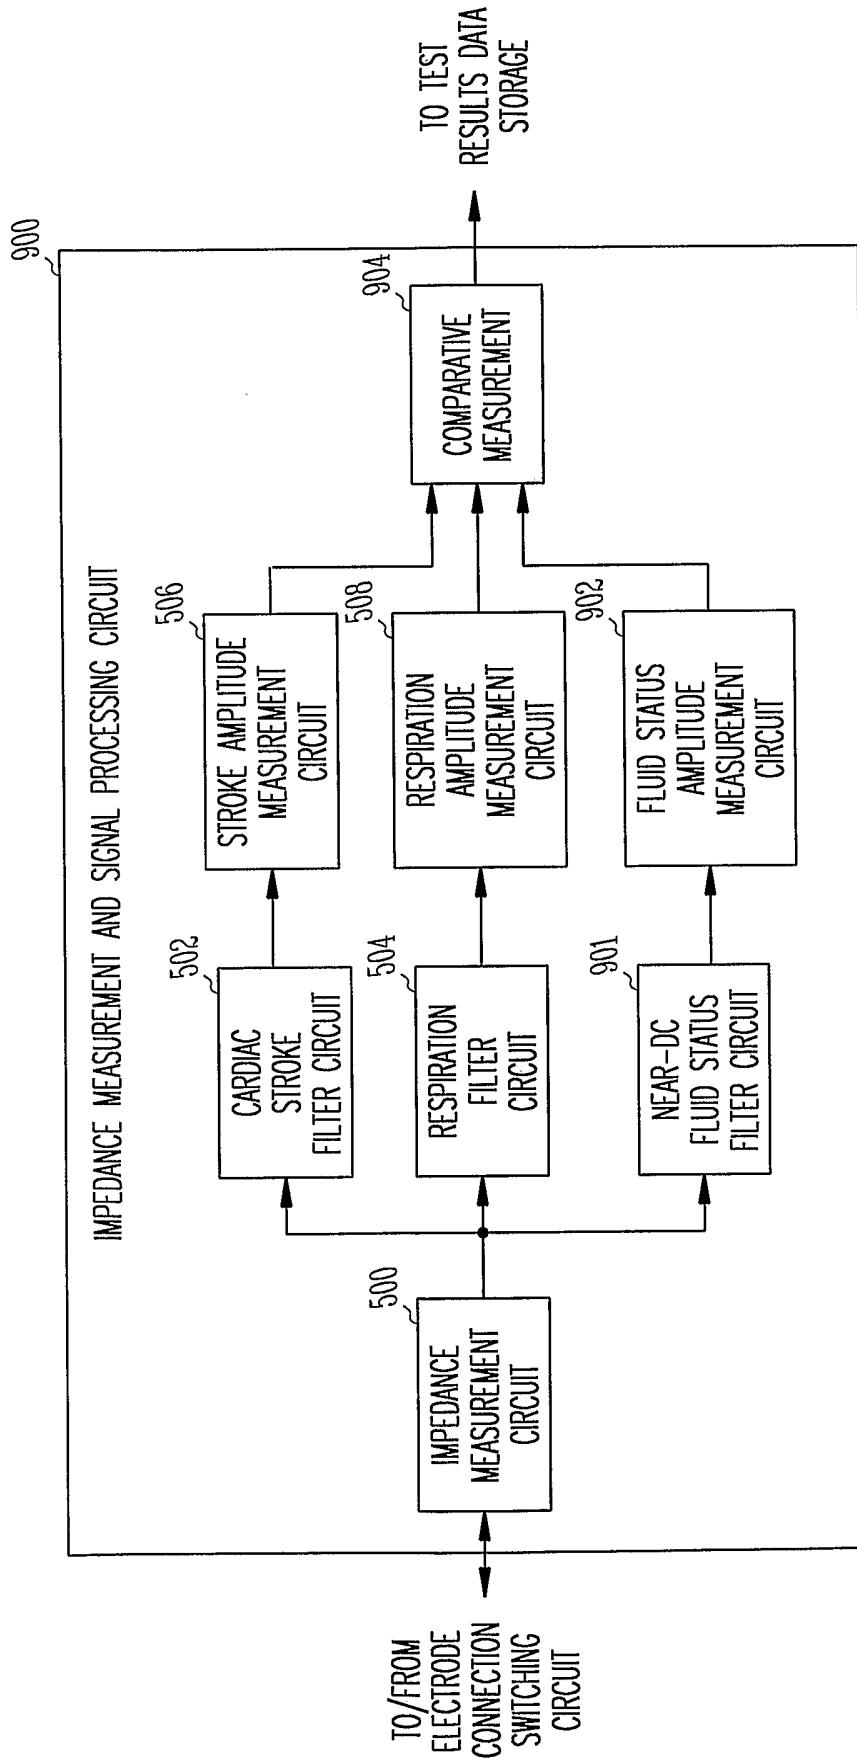 900
IMPEDANCE MEASUREMENT AND SIGNAL PROCESSING CIRCUIT
TO/FROM
ELECTRODE
CONNECTION
SWITCHING
CIRCUIT
500
IMPEDANCE
MEASUREMENT
CIRCUIT
502
CARDIAC
STROKE
FILTER CIRCUIT
506
STROKE AMPLITUDE
MEASUREMENT
CIRCUIT
504
RESPIRATION
FILTER
CIRCUIT
508
RESPIRATION
AMPLITUDE
MEASUREMENT
CIRCUIT
901
NEAR-DC
FLUID STATUS
FILTER CIRCUIT
902
FLUID STATUS
AMPLITUDE
MEASUREMENT
CIRCUIT
904
COMPARATIVE
MEASUREMENT
TO TEST
RESULTS DATA
STORAGE